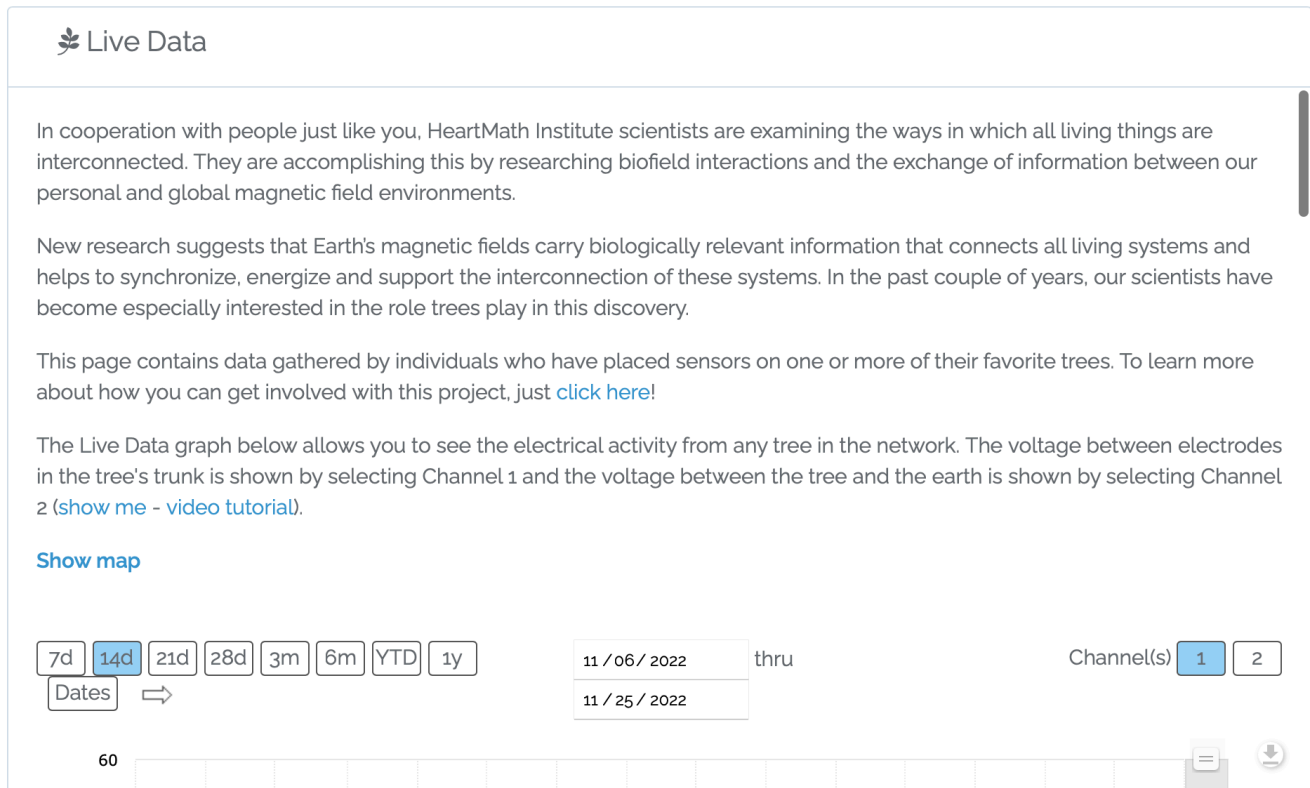 Live Data
In cooperation with people just like you, HeartMath Institute scientists are examining the ways in which all living things are
interconnected. They are accomplishing this by researching biofield interactions and the exchange of information between our
personal and global magnetic field environments.
New research suggests that Earth's magnetic fields carry biologically relevant information that connects all living systems and
helps to synchronize, energize and support the interconnection of these systems. In the past couple of years, our scientists have
become especially interested in the role trees play in this discovery.
This page contains data gathered by individuals who have placed sensors on one or more of their favorite trees. To learn more
about how you can get involved with this project, just click here!
The Live Data graph below allows you to see the electrical activity from any tree in the network. The voltage between electrodes
in the tree's trunk is shown by selecting Channel 1 and the voltage between the tree and the earth is shown by selecting Channel
2 (show me - video tutorial).
Show map
7d 14d 21d 28d 3m 6m YTD 1y 11 / 06 / 2022 thru Channel(s) 1 2
Dates 11 / 25 / 2022
60